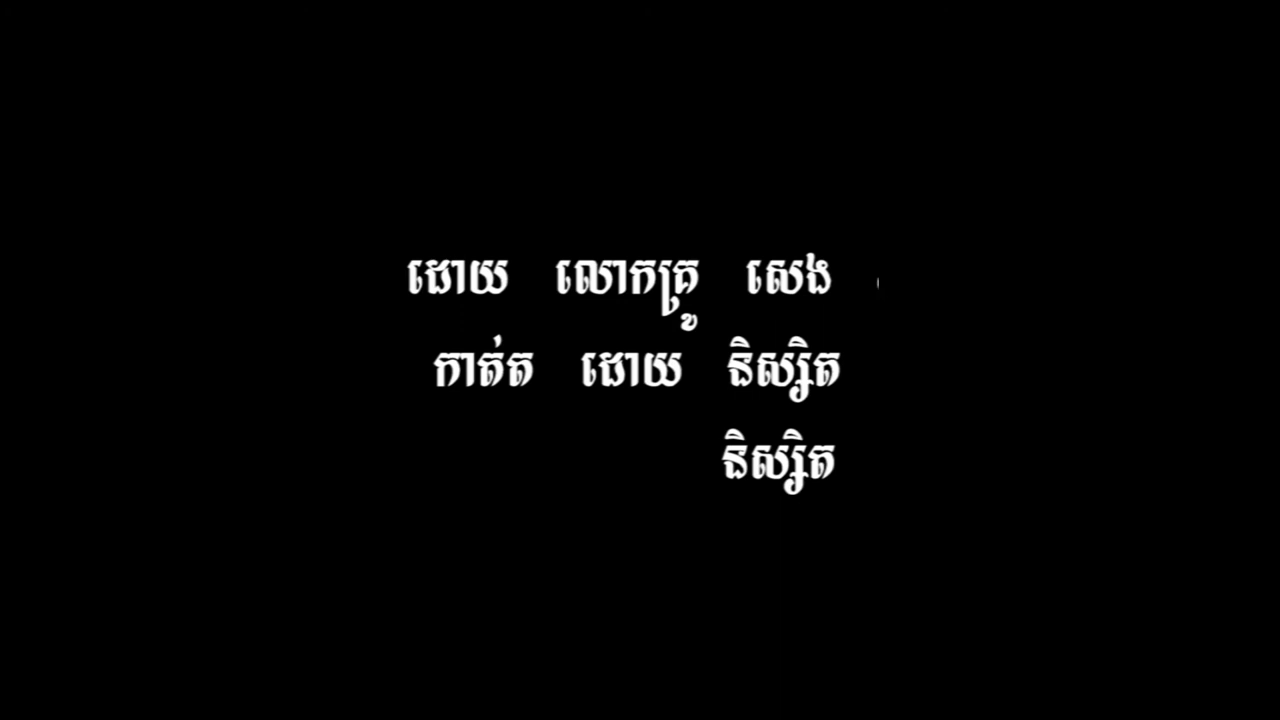 ដោយ លោកគ្រូ សេង
កាត់ត ដោយ និស្សិត
និស្សិត